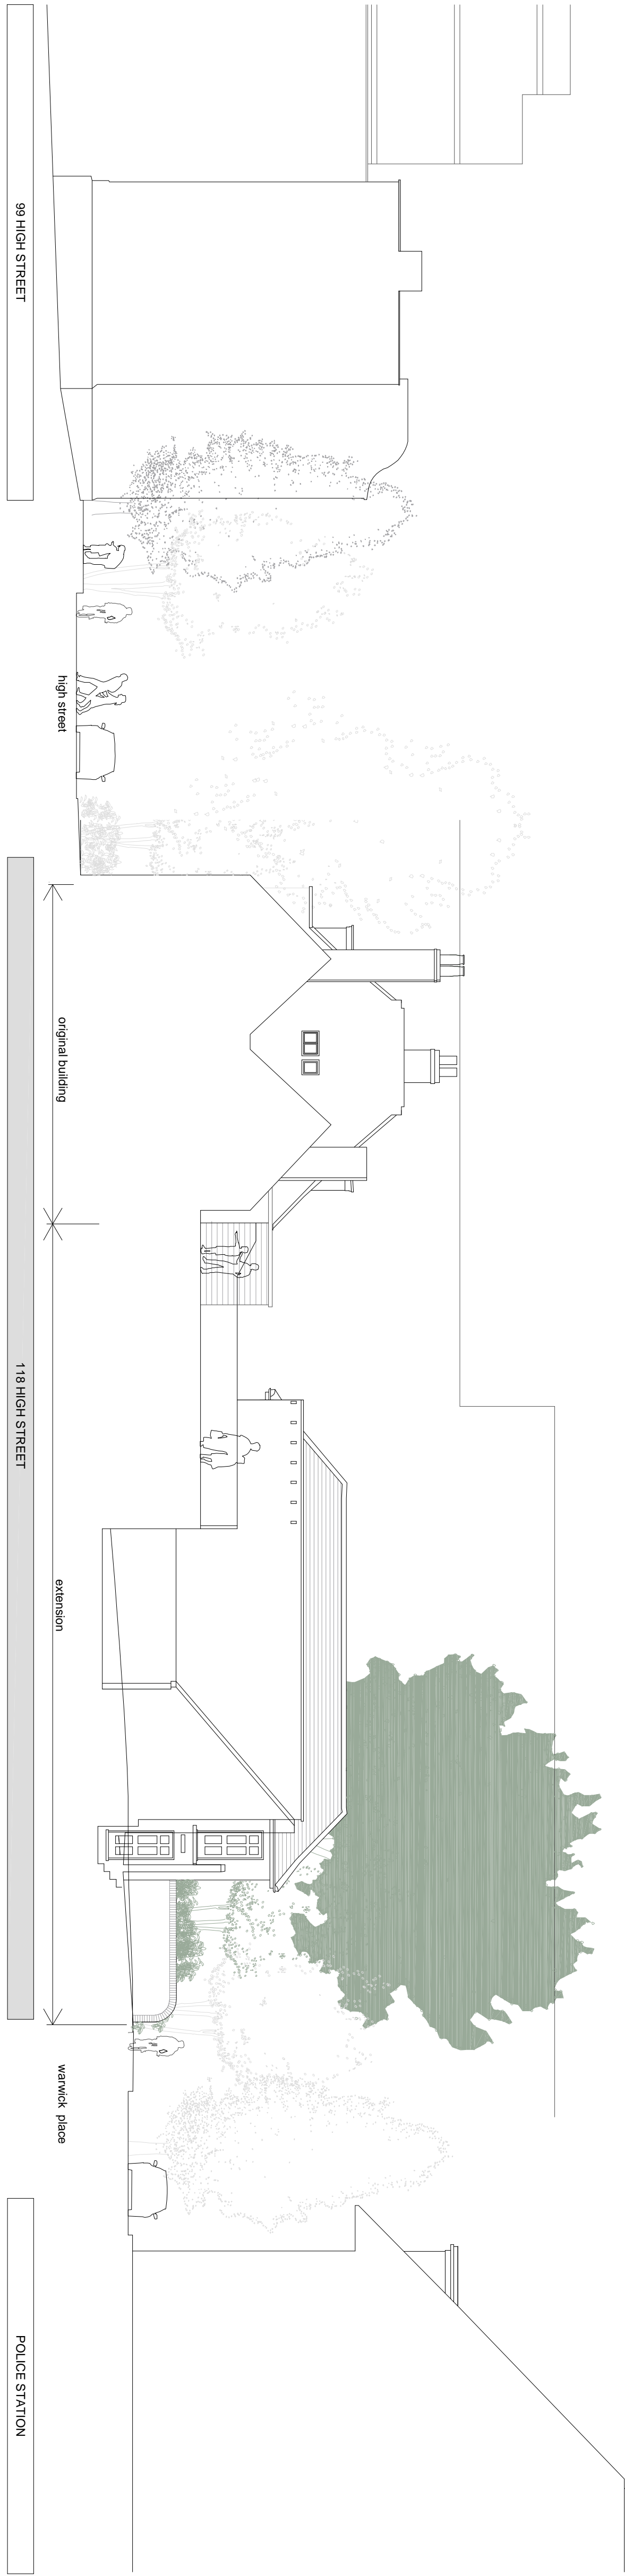 99 HIGH STREET
high street
original building
118 HIGH STREET
extension
warwick place
POLICE STATION